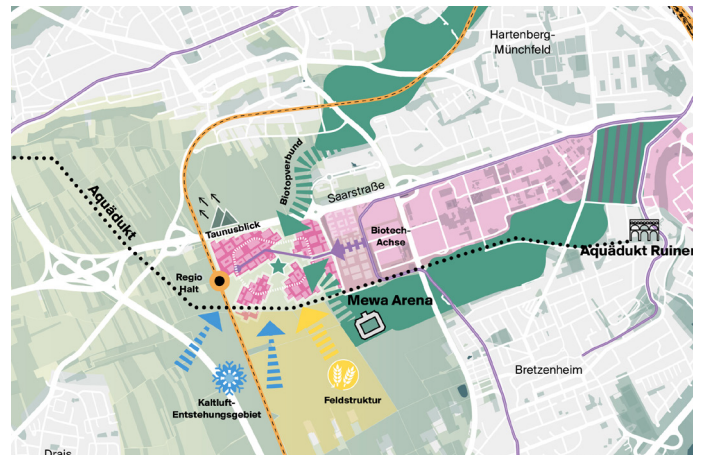 Hartenberg-
Münchfeld
Biotopverbund
Saarstraße
Aquädukt
Taunusblick
Biotech-
Achse
Aquädukt Ruinen
Regio
Halt
Mewa Arena
Bretzenheim
Kaltluft-
Entstehungsgebiet
Feldstruktur
Drais